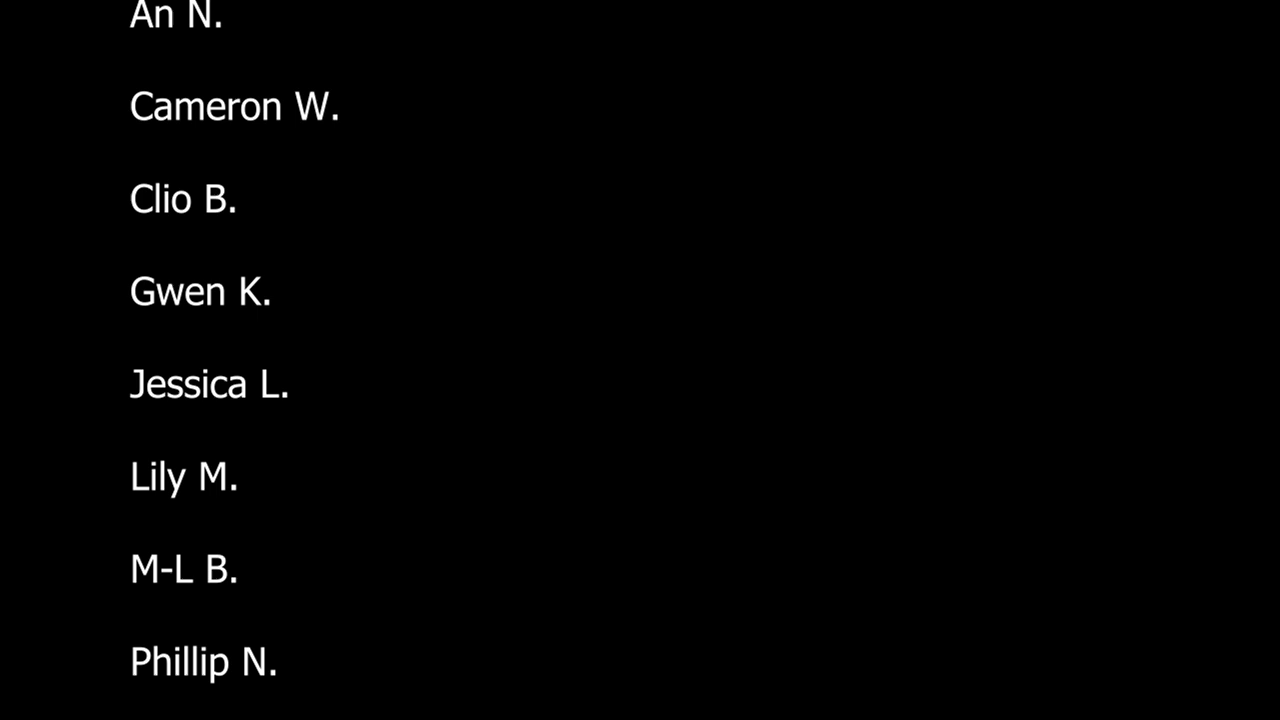 An N.
Cameron W.
Clio B.
Gwen K.
Jessica L.
Lily M.
M-L B.
Phillip N.